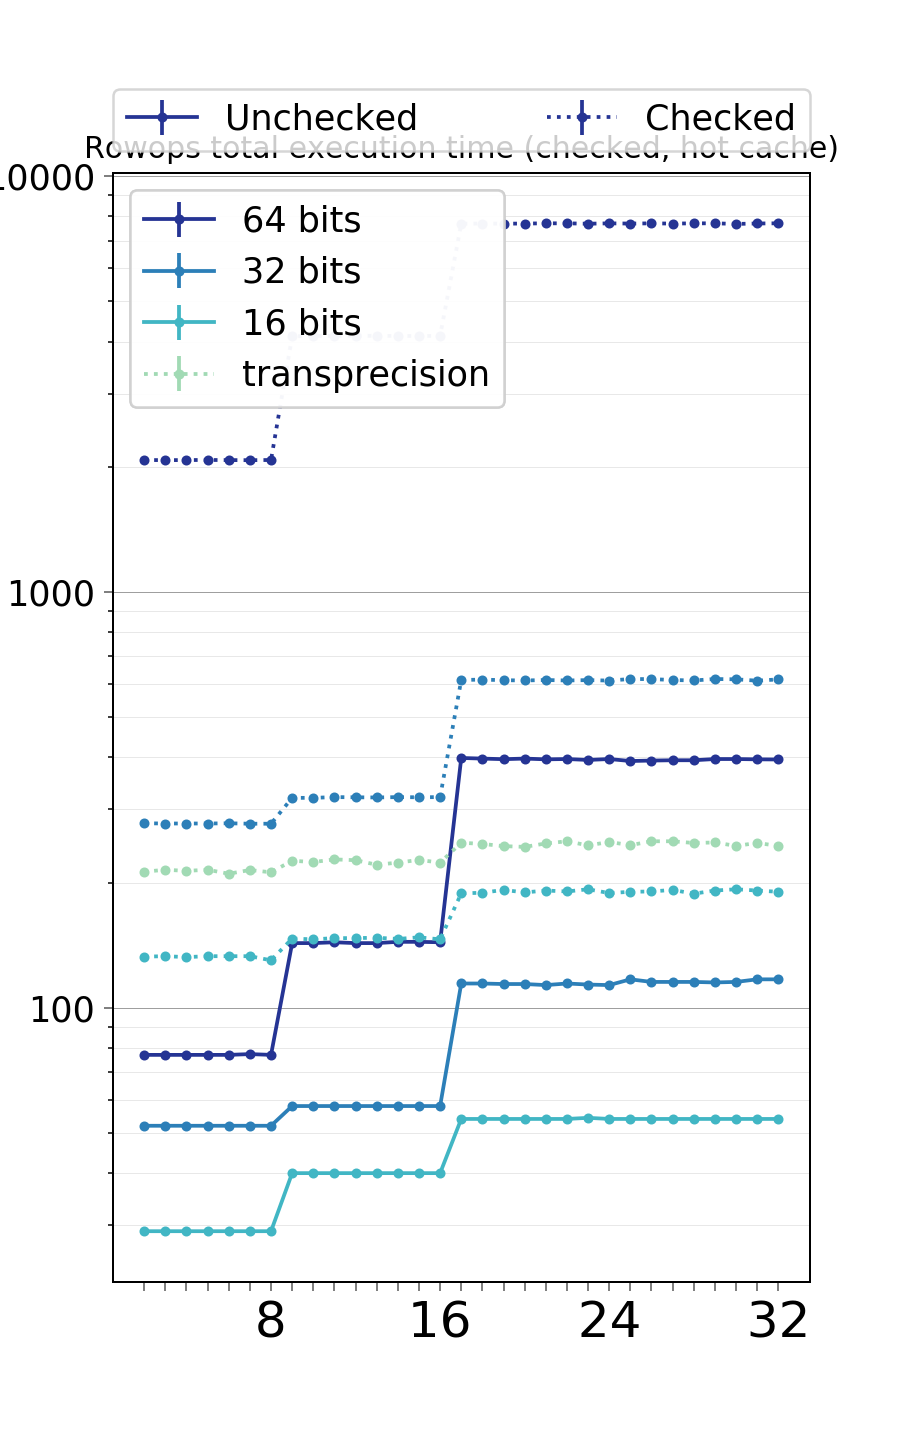 Unchecked Checked
Rowops total execution time (checked, hot cache)
10000
64 bits
32 bits
16 bits
transprecision
1000
100
8 16 24 32